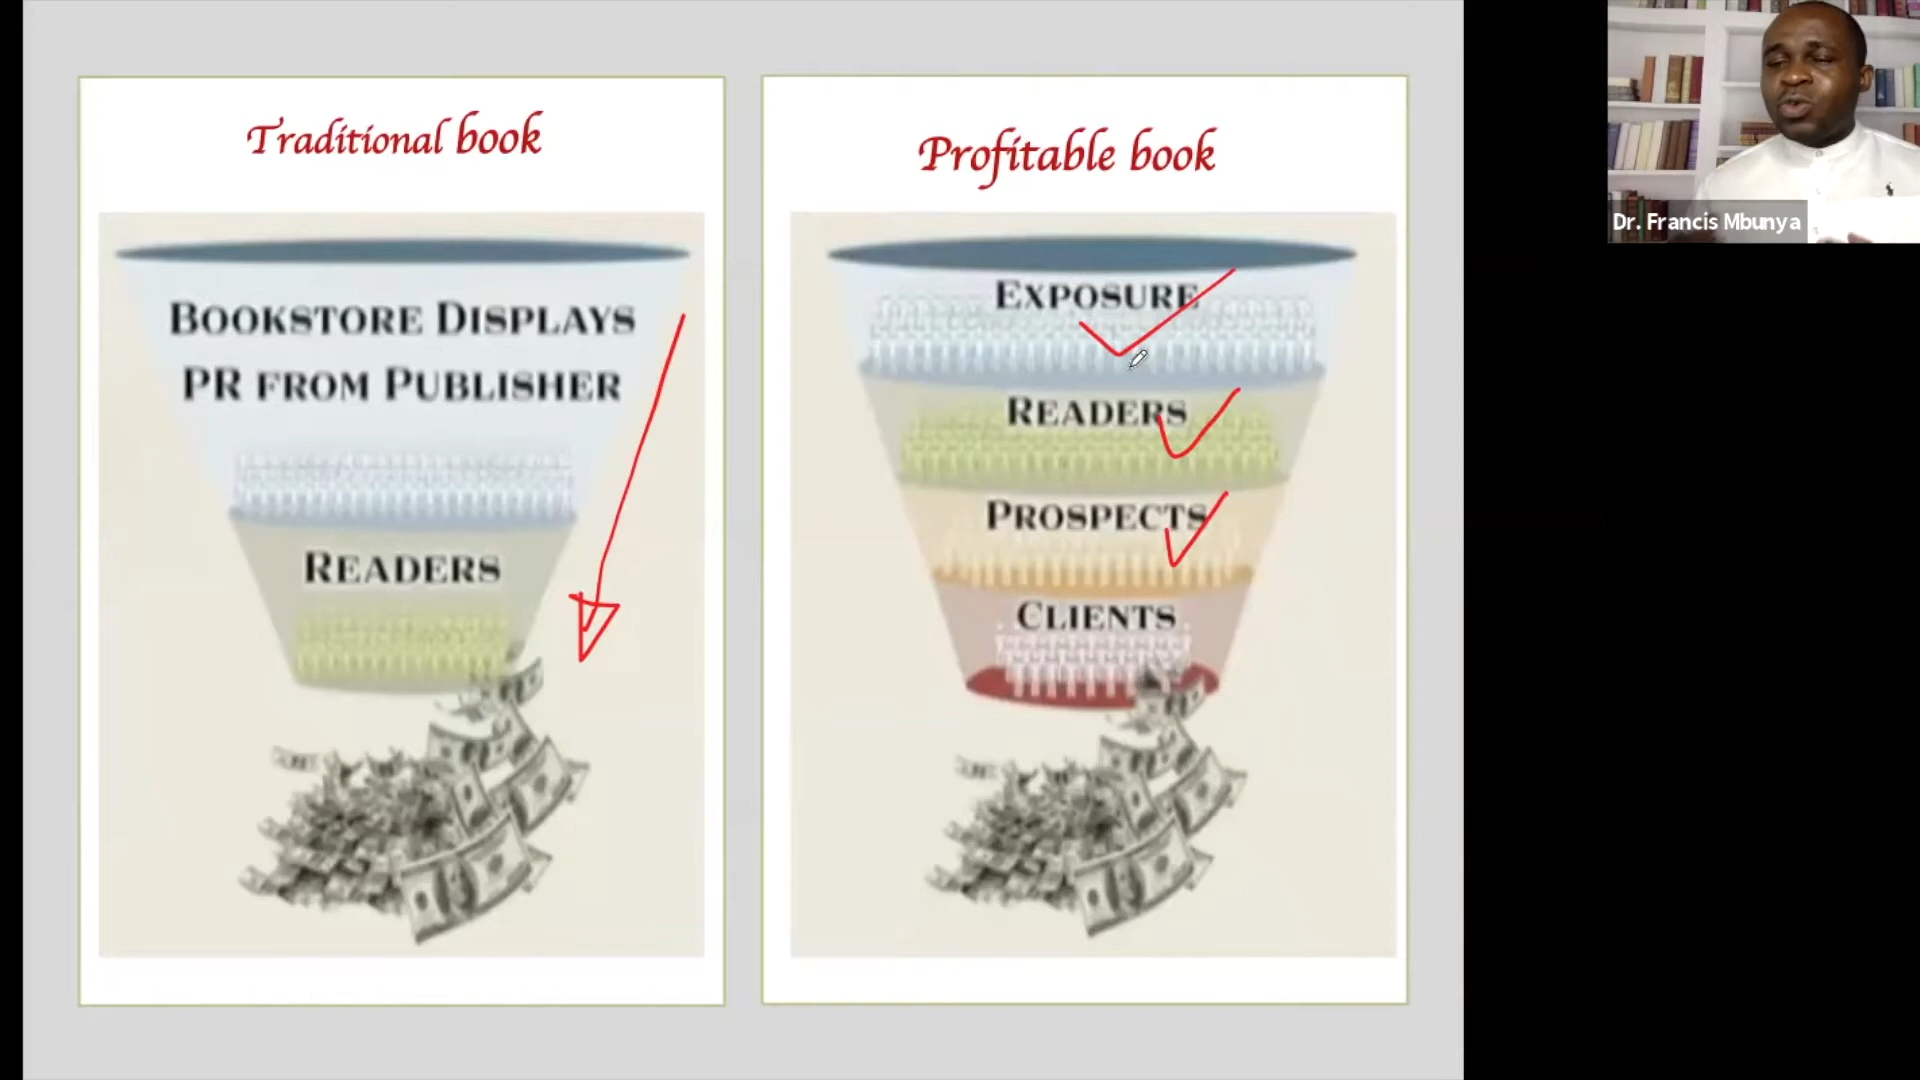 Traditional book
BOOKSTORE DISPLAYS
PR FROM PUBLISHER
READERS
Profitable book
EXPOSURE
READERS
PROSPECTS
CLIENTS
Dr. Francis Mbunya